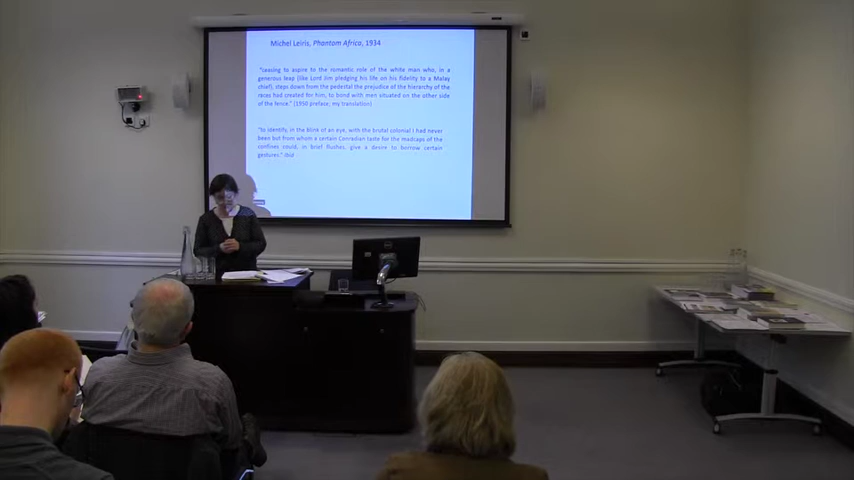 Michel Leiris, Phantom Africa, 1934
"Ceasing to aspire to the romantic role of the white man who, in a
generous leap (like Lord Jim pledging his life on his fidelity to a Malay
chief), steps down from the pedestal the prejudice of the hierarchy of the
races had created for him, to bond with men situated on the other side
of the fence." (1950 preface; my translation)
"to identify, in the blink of an eye, with the brutal colonial I had never
been but from whom a certain Conradian taste for the madcaps of the
confines could, in brief flushes, give a desire to borrow certain
gestures." Ibid